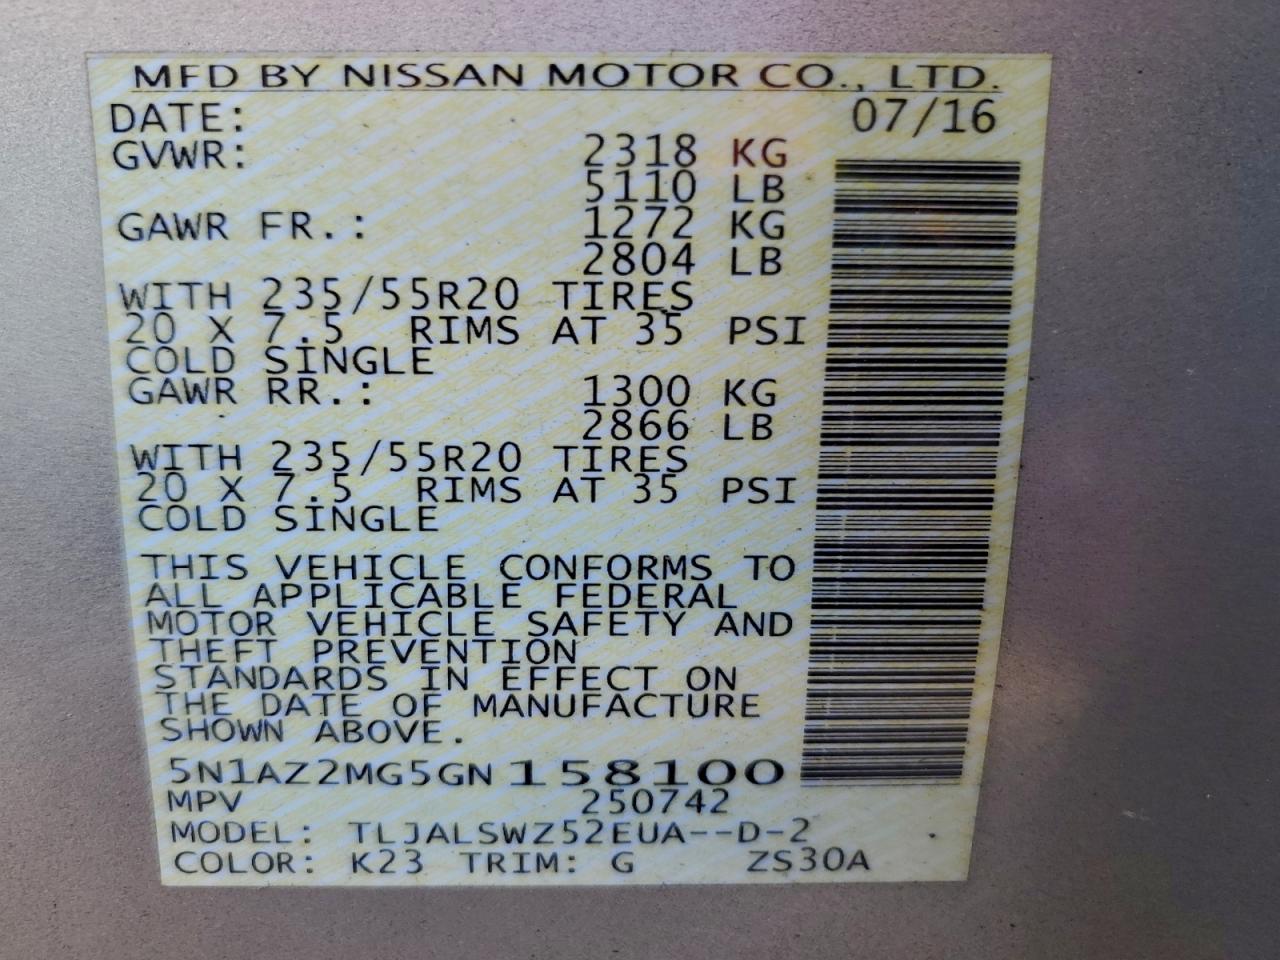 MFD BY NISSAN MOTOR CO., LTD.
DATE: 07/16
GVWR: 2318 KG
5110 LB
GAWR FR.: 1272 KG
2804 LB
WITH 235/55R20 TIRES
20 X 7.5 RIMS AT 35 PSI
COLD SINGLE
GAWR RR.: 1300 KG
2866 LB
WITH 235/55R20 TIRES
20 X 7.5 RIMS AT 35 PSI
COLD SINGLE
THIS VEHICLE CONFORMS TO
ALL APPLICABLE FEDERAL
MOTOR VEHICLE SAFETY AND
THEFT PREVENTION
STANDARDS IN EFFECT ON
THE DATE OF MANUFACTURE
SHOWN ABOVE.
5N1AZ2MG5GN158100
MPV 250742
MODEL: TLJALSWZ52EUA--D-2
COLOR: K23 TRIM: G ZS30A